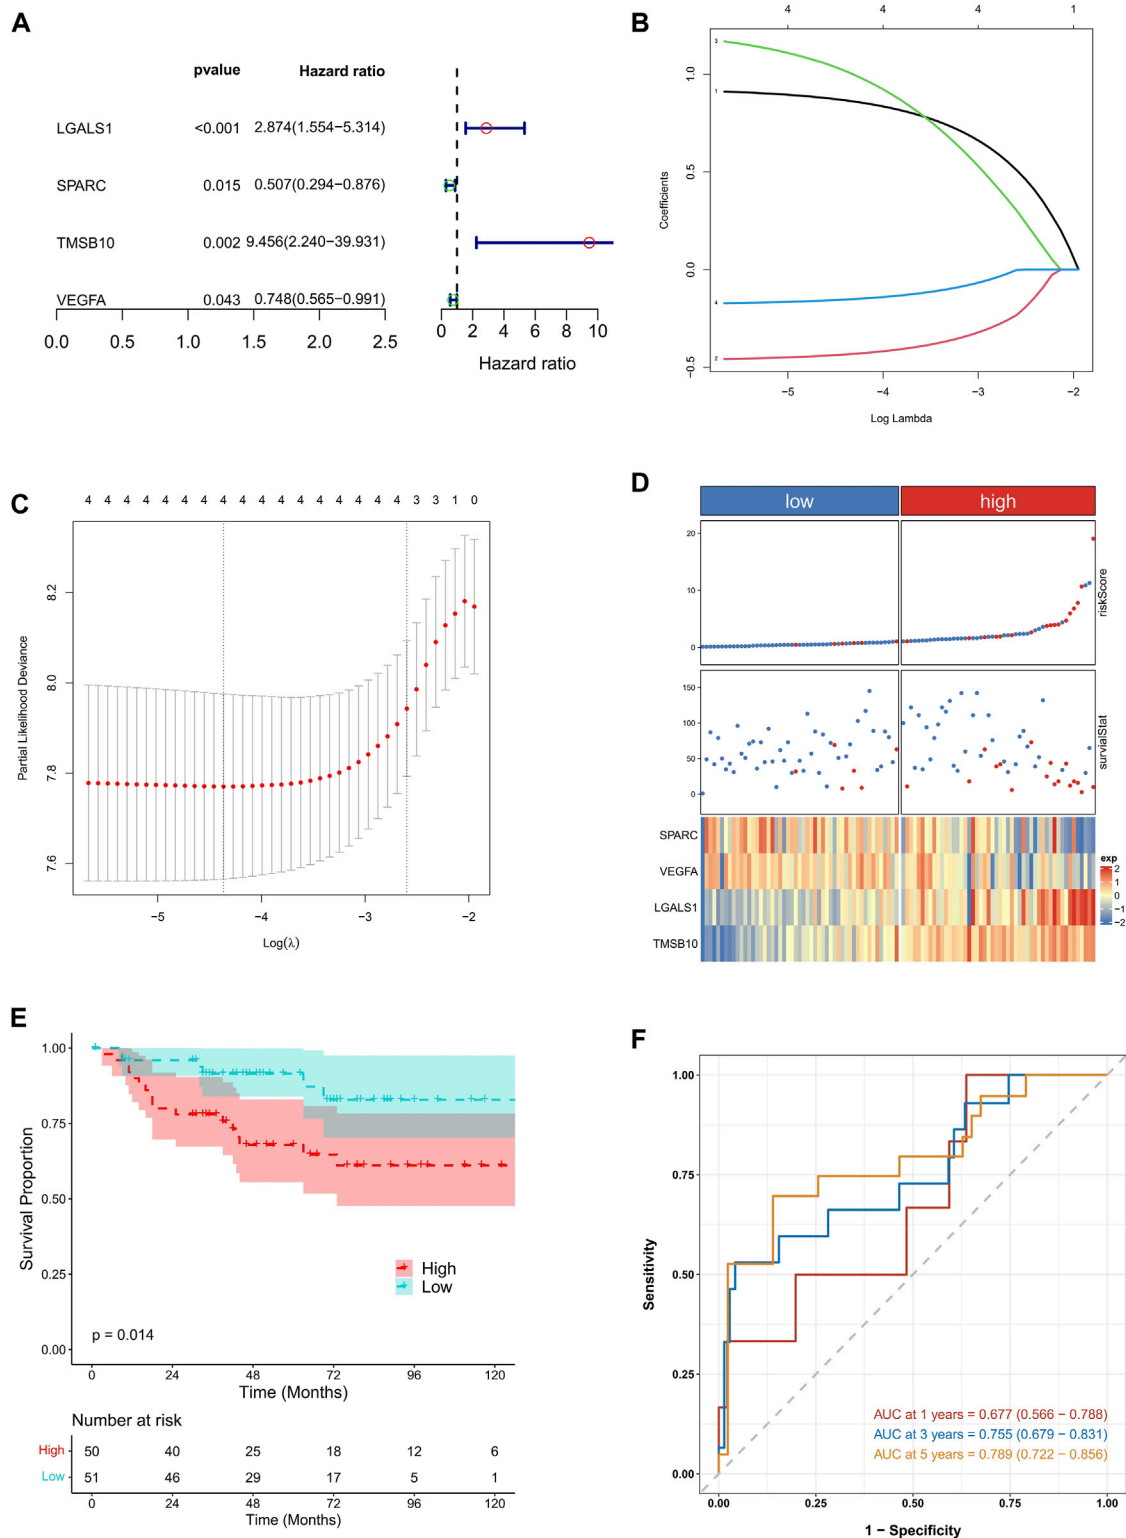 A
pvalue Hazard ratio
LGALS1 <0.001 2.874(1.554−5.314)
SPARC 0.015 0.507(0.294−0.876)
TMSB10 0.002 9.456(2.240−39.931)
VEGFA 0.043 0.748(0.565−0.991)
0.0 0.5 1.0 1.5 2.0 2.5
0 2 4 6 8 10
Hazard ratio
B
4 4 4 1
3
1
4
2
1.0
0.5
0.0
−0.5
Coefficients
−5 −4 −3 −2
Log Lambda
C
4 4 4 4 4 4 4 4 4 4 4 4 4 4 4 4 4 3 3 1 0
8.2
8.0
7.8
7.6
Partial Likelihood Deviance
−5 −4 −3 −2
Log(λ)
D
low high
20
10
0
riskScore
150
100
50
0
survialStat
SPARC
VEGFA
LGALS1
TMSB10
exp
2
1
0
−1
−2
E
1.00
0.75
0.50
0.25
0.00
Survival Proportion
High
Low
p = 0.014
0 24 48 72 96 120
Time (Months)
Number at risk
High 50 40 25 18 12 6
Low 51 46 29 17 5 1
0 24 48 72 96 120
Time (Months)
F
1.00
0.75
0.50
0.25
0.00
Sensitivity
AUC at 1 years = 0.677 (0.566 − 0.788)
AUC at 3 years = 0.755 (0.679 − 0.831)
AUC at 5 years = 0.789 (0.722 − 0.856)
0.00 0.25 0.50 0.75 1.00
1 − Specificity